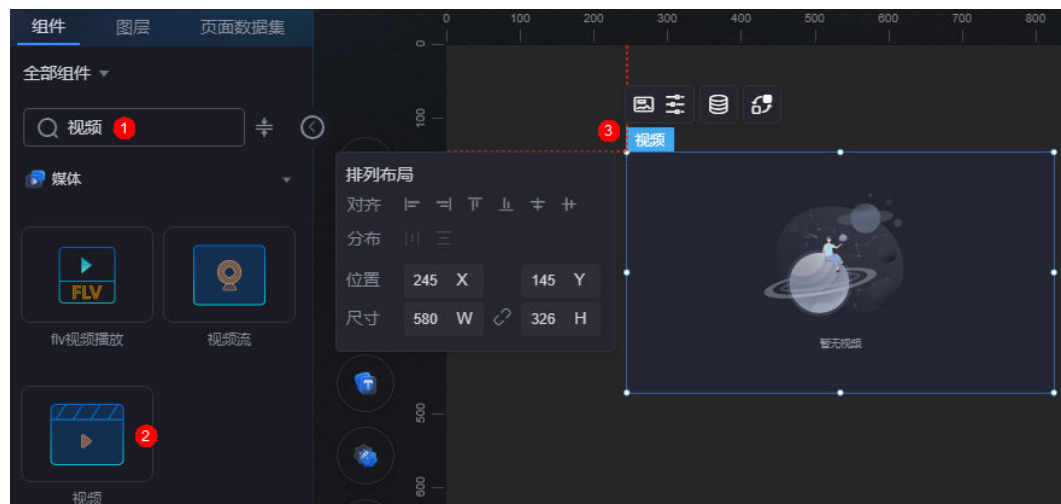 组件 图层 页面数据集
全部组件
视频 1
媒体
FLV
flv视频播放 视频流
2
视频
0 100 200 300 400 500 600 700 800
0
100
500
600
3
视频
排列布局
对齐
分布
位置 245 X 145 Y
尺寸 580 W 326 H
T
暂无视频